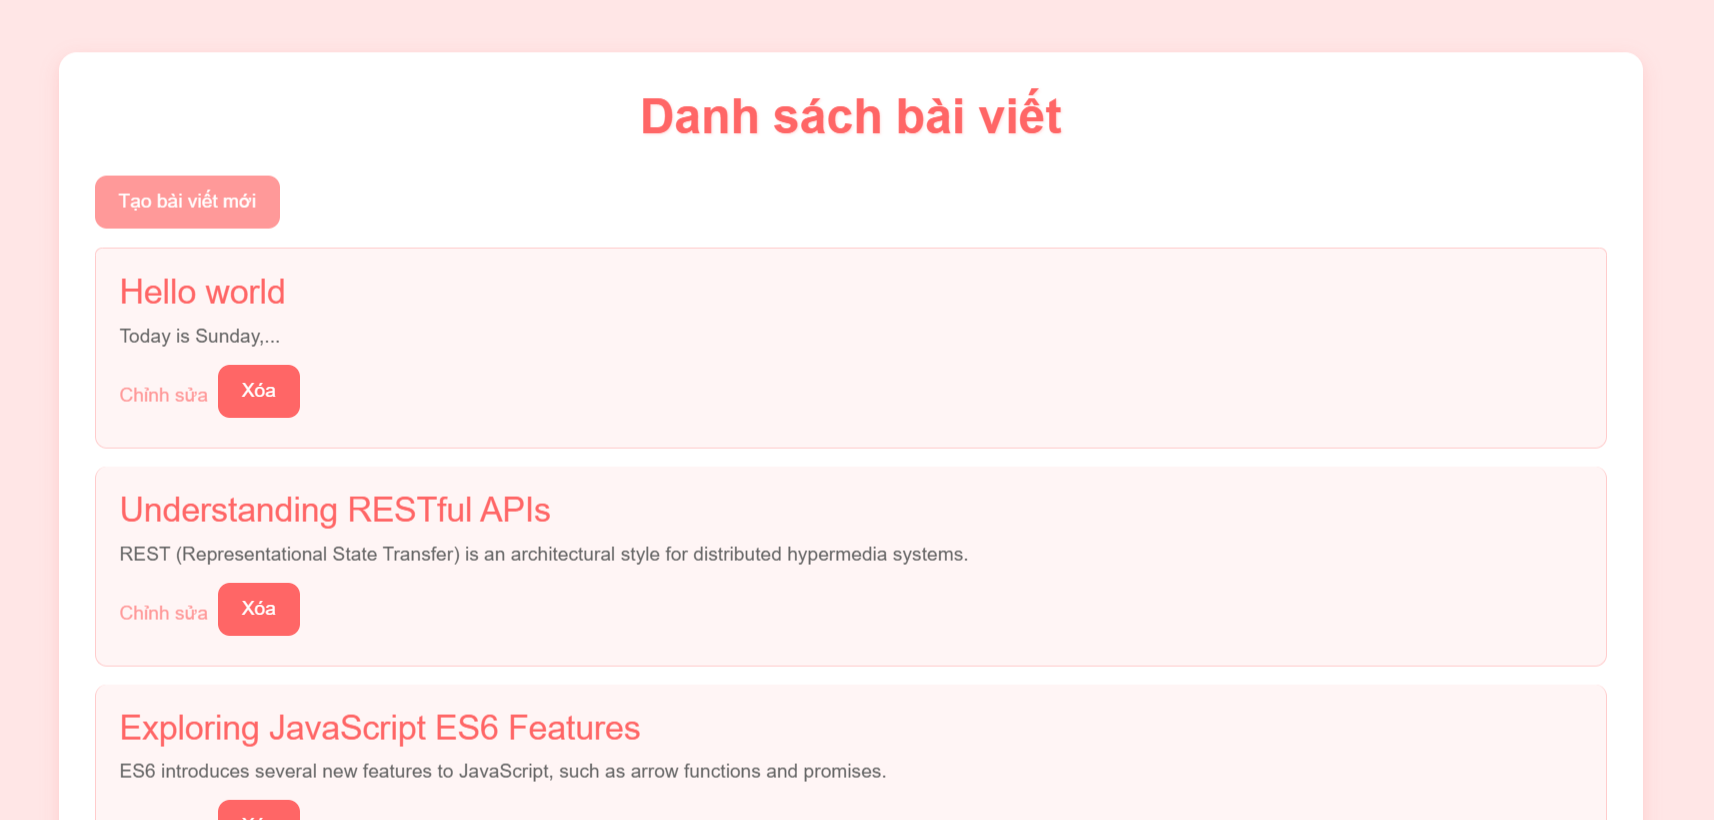 Danh sách bài viết
Tạo bài viết mới
Hello world
Today is Sunday,...
Chỉnh sửa Xóa
Understanding RESTful APIs
REST (Representational State Transfer) is an architectural style for distributed hypermedia systems.
Chỉnh sửa Xóa
Exploring JavaScript ES6 Features
ES6 introduces several new features to JavaScript, such as arrow functions and promises.